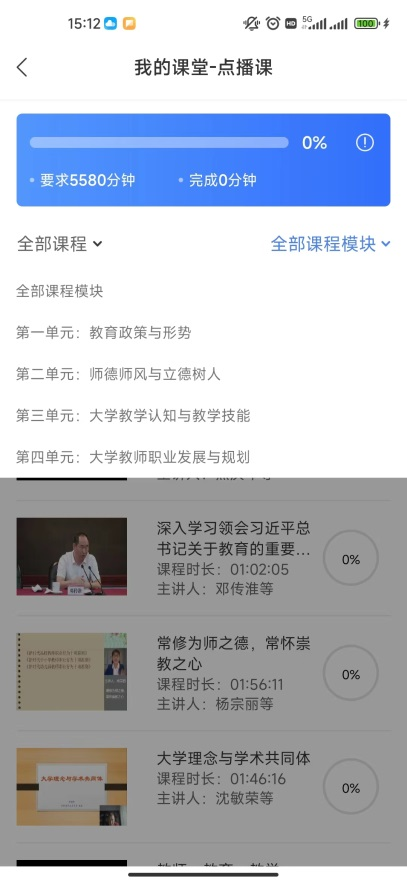 15:12
HD
5G
100
我的课堂-点播课
0%
要求5580分钟
完成0分钟
全部课程
全部课程模块
全部课程模块
第一单元：教育政策与形势
第二单元：师德师风与立德树人
第三单元：大学教学认知与教学技能
第四单元：大学教师职业发展与规划
深入学习领会习近平总
书记关于教育的重要...
课程时长：01:02:05
主讲人：邓传淮等
0%
常修为师之德，常怀崇
教之心
课程时长：01:56:11
主讲人：杨宗丽等
0%
大学理念与学术共同体
大学理念与学术共同体
课程时长：01:46:16
主讲人：沈敏荣等
0%